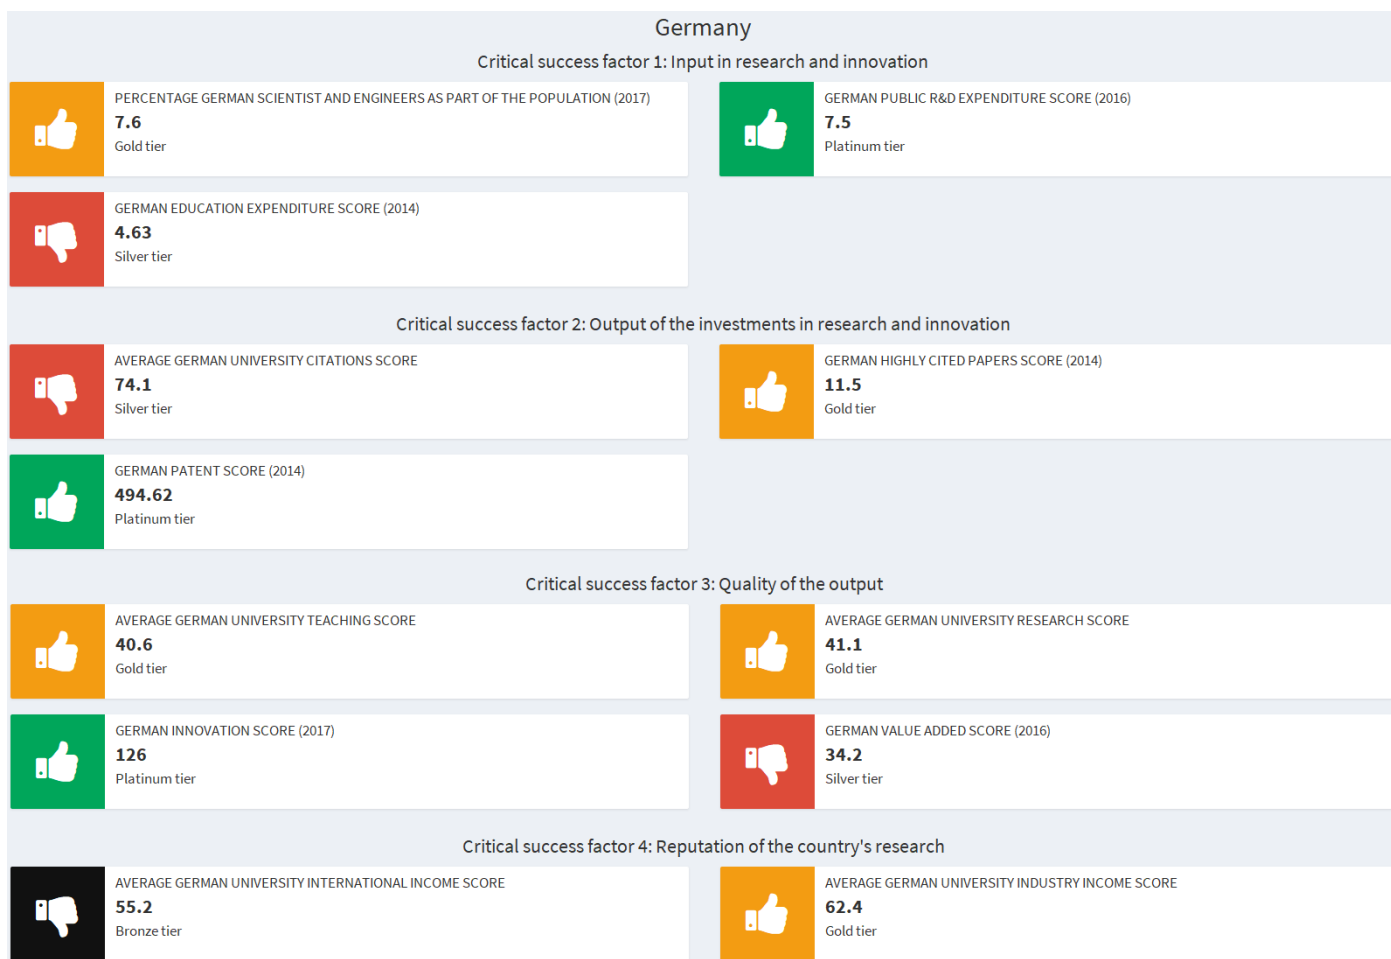 Germany
Critical success factor 1: Input in research and innovation
PERCENTAGE GERMAN SCIENTIST AND ENGINEERS AS PART OF THE POPULATION (2017)
7.6
Gold tier
GERMAN PUBLIC R&D EXPENDITURE SCORE (2016)
7.5
Platinum tier
GERMAN EDUCATION EXPENDITURE SCORE (2014)
4.63
Silver tier
Critical success factor 2: Output of the investments in research and innovation
AVERAGE GERMAN UNIVERSITY CITATIONS SCORE
74.1
Silver tier
GERMAN HIGHLY CITED PAPERS SCORE (2014)
11.5
Gold tier
GERMAN PATENT SCORE (2014)
494.62
Platinum tier
Critical success factor 3: Quality of the output
AVERAGE GERMAN UNIVERSITY TEACHING SCORE
40.6
Gold tier
AVERAGE GERMAN UNIVERSITY RESEARCH SCORE
41.1
Gold tier
GERMAN INNOVATION SCORE (2017)
126
Platinum tier
GERMAN VALUE ADDED SCORE (2016)
34.2
Silver tier
Critical success factor 4: Reputation of the country's research
AVERAGE GERMAN UNIVERSITY INTERNATIONAL INCOME SCORE
55.2
Bronze tier
AVERAGE GERMAN UNIVERSITY INDUSTRY INCOME SCORE
62.4
Gold tier